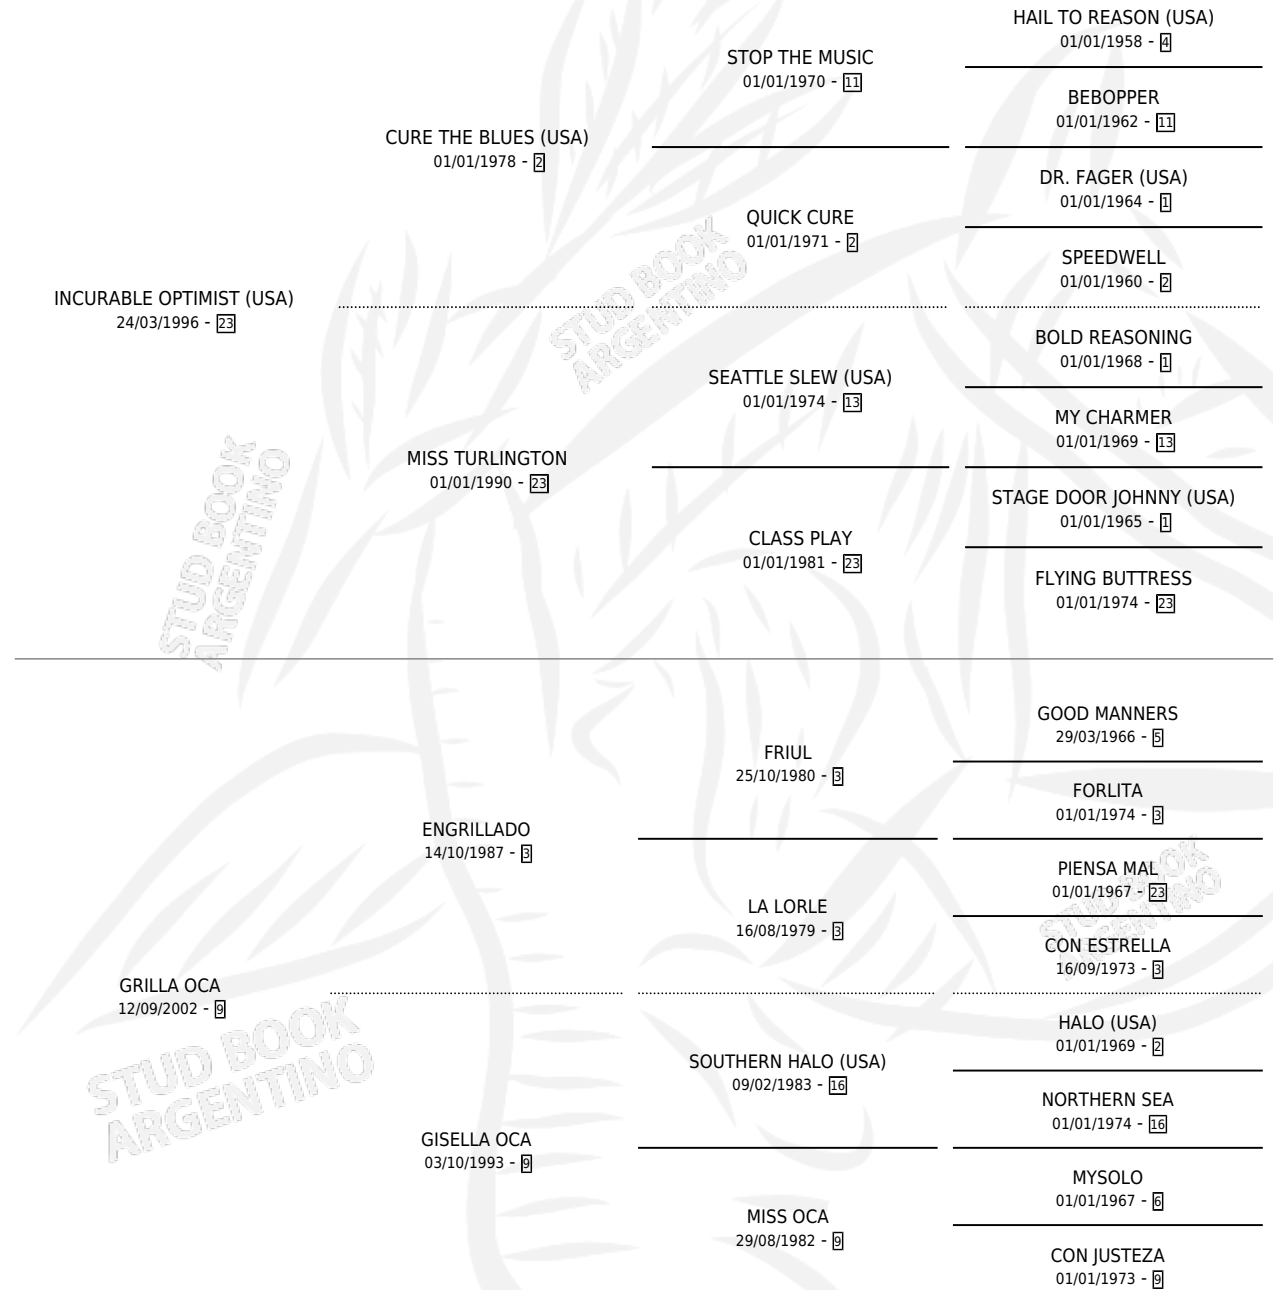 HAIL TO REASON (USA)
01/01/1958 - 4
STOP THE MUSIC
01/01/1970 - 11
BEBOPPER
01/01/1962 - 11
CURE THE BLUES (USA)
01/01/1978 - 2
DR. FAGER (USA)
01/01/1964 - 1
QUICK CURE
01/01/1971 - 2
SPEEDWELL
01/01/1960 - 2
INCURABLE OPTIMIST (USA)
24/03/1996 - 23
BOLD REASONING
01/01/1968 - 1
SEATTLE SLEW (USA)
01/01/1974 - 13
MY CHARMER
01/01/1969 - 13
MISS TURLINGTON
01/01/1990 - 23
STAGE DOOR JOHNNY (USA)
01/01/1965 - 1
CLASS PLAY
01/01/1981 - 23
FLYING BUTTRESS
01/01/1974 - 23
GOOD MANNERS
29/03/1966 - 5
FRIUL
25/10/1980 - 3
FORLITA
01/01/1974 - 3
ENGRILLADO
14/10/1987 - 3
PIENSA MAL
01/01/1967 - 23
LA LORLE
16/08/1979 - 3
CON ESTRELLA
16/09/1973 - 3
GRILLA OCA
12/09/2002 - 9
HALO (USA)
01/01/1969 - 2
SOUTHERN HALO (USA)
09/02/1983 - 16
NORTHERN SEA
01/01/1974 - 16
GISELLA OCA
03/10/1993 - 9
MYSOLO
01/01/1967 - 6
MISS OCA
29/08/1982 - 9
CON JUSTEZA
01/01/1973 - 9
STUD BOOK
ARGENTINO
STUD BOOK
ARGENTINO
STUD BOOK
ARGENTINO
STUD BOOK
ARGENTINO